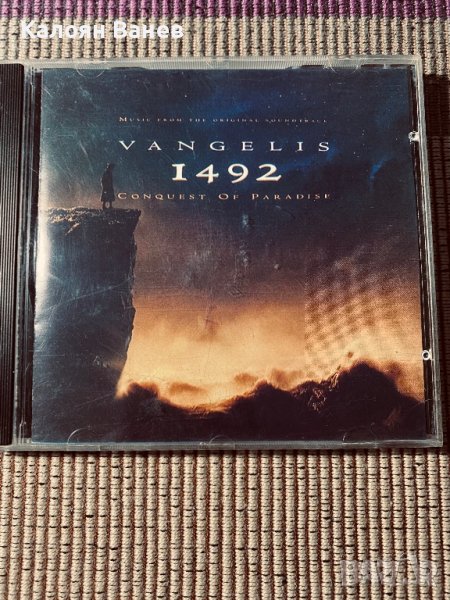 Калоян Ванев
MUSIC FROM THE ORIGINAL SOUNDTRACK
VANGELIS
1492
CONQUEST OF PARADISE